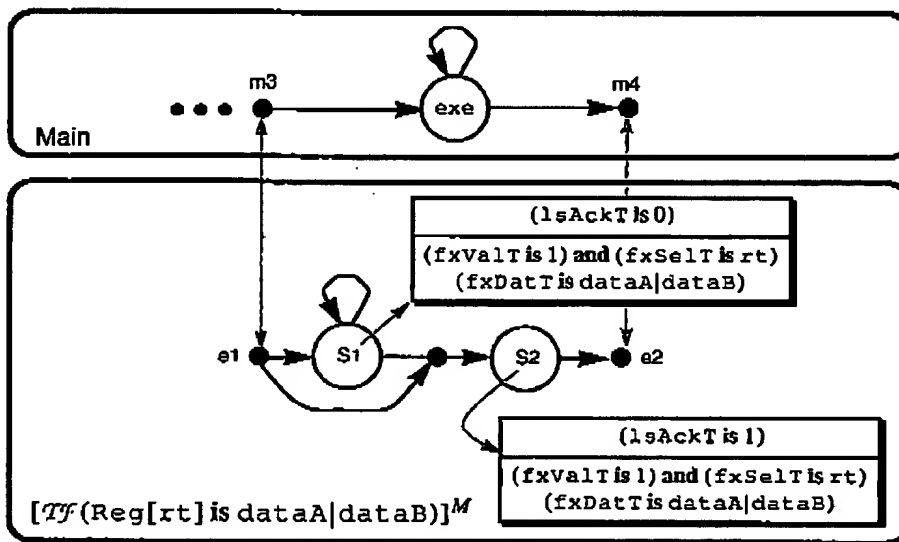 m3
m4
● ● ●
exe
Main
(lsAckT is 0)
(fxValT is 1) and (fxSelT is rt)
(fxDatT is dataA|dataB)
e1
S1
S2
e2
(lsAckT is 1)
(fxValT is 1) and (fxSelT is rt)
(fxDatT is dataA|dataB)
[Tf(Reg[rt] is dataA|dataB)]M